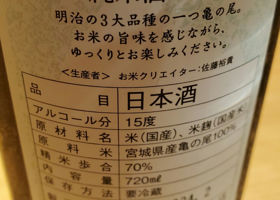 明治の3大品種の一つ亀の尾。
お米の旨味を感じながら、
ゆっくりとお楽しみください。
<生産者> お米クリエイター:佐藤裕貴
品目 日本酒
アルコール分 15度
原材料名 米(国産)、米麹(国産米)
原料米 宮城県産亀の尾100%
精米歩合 70%
内容量 720ml
保存方法 要冷蔵